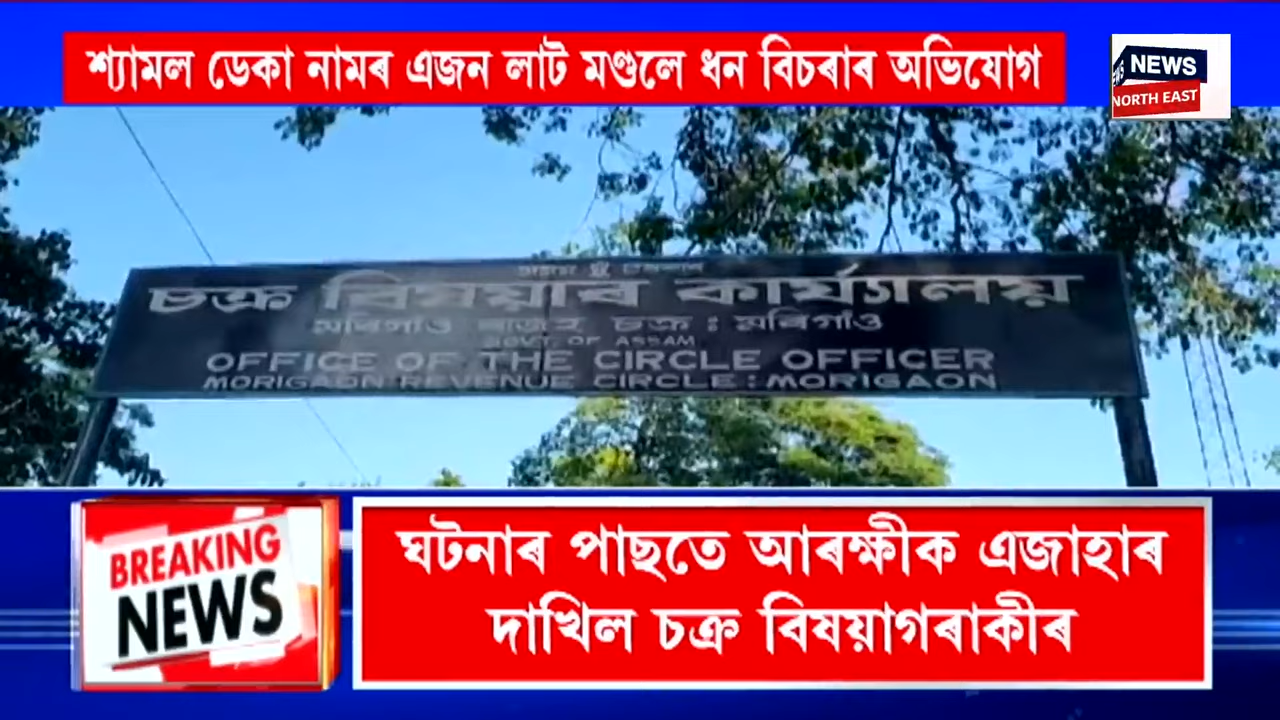 শ্যামল ডেকা নামৰ এজন লাট মণ্ডলে ধন বিচৰাৰ অভিযোগ
NEWS
NORTH EAST
চক্ৰ বিষয়াৰ কাৰ্য্যালয়
মৰিগাঁও ৰাজহ চক্ৰ : মৰিগাঁও
GOVT. OF ASSAM
OFFICE OF THE CIRCLE OFFICER
MORIGAON REVENUE CIRCLE : MORIGAON
BREAKING
NEWS
ঘটনাৰ পাছতে আৰক্ষীক এজাহাৰ
দাখিল চক্ৰ বিষয়াগৰাকীৰ